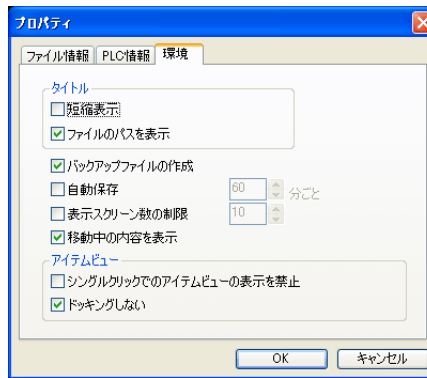 プロパティ
ファイル情報 PLC情報 環境
タイトル
短縮表示
ファイルのパスを表示
バックアップファイルの作成
自動保存 60 分ごと
表示スクリーン数の制限 10
移動中の内容を表示
アイテムビュー
シングルクリックでのアイテムビューの表示を禁止
ドッキングしない
OK キャンセル